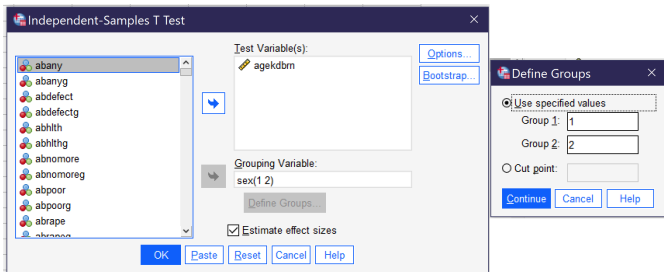 Independent-Samples T Test
abany
abanyg
abdefect
abdefectg
abhlth
abhlthg
abnomore
abnomoreg
abpoor
abpoorg
abrape
abrapeg
Test Variable(s):
agekdbrn
Grouping Variable:
sex(1 2)
Define Groups...
Estimate effect sizes
Options...
Bootstrap...
OK Paste Reset Cancel Help
Define Groups
Use specified values
Group 1: 1
Group 2: 2
Cut point:
Continue Cancel Help